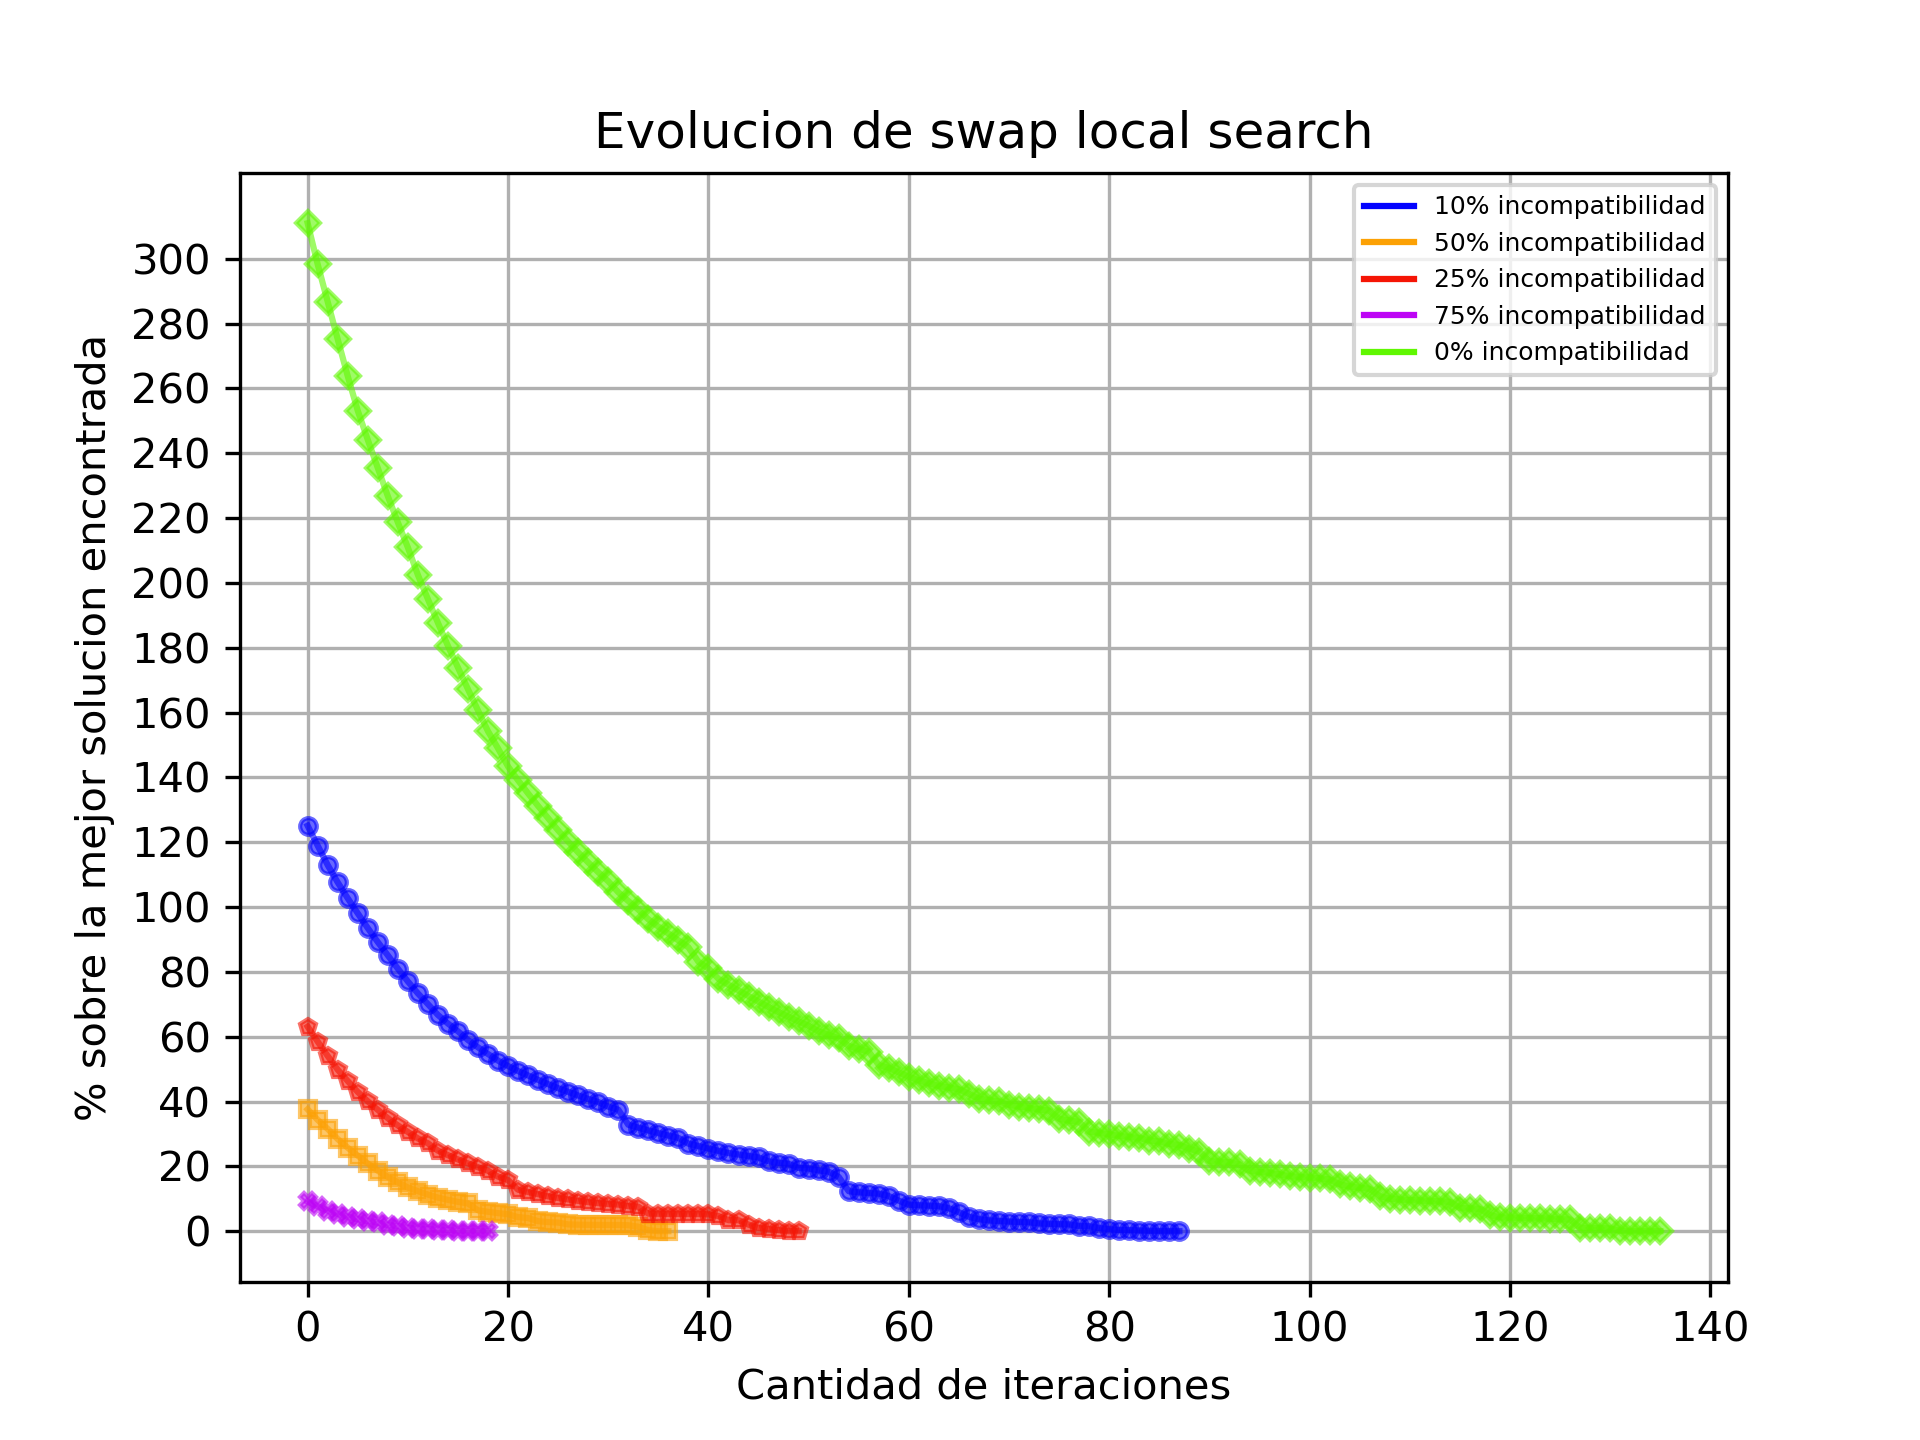 Evolucion de swap local search
10% incompatibilidad
50% incompatibilidad
25% incompatibilidad
75% incompatibilidad
0% incompatibilidad
% sobre la mejor solucion encontrada
300
280
260
240
220
200
180
160
140
120
100
80
60
40
20
0
0 20 40 60 80 100 120 140
Cantidad de iteraciones